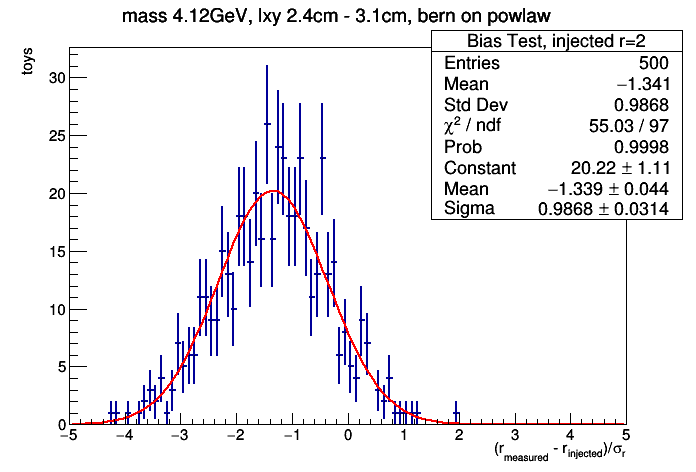 mass 4.12GeV, lxy 2.4cm - 3.1cm, bern on powlaw
toys
Bias Test, injected r=2
Entries 500
Mean −1.341
Std Dev 0.9868
χ² / ndf 55.03 / 97
Prob 0.9998
Constant 20.22 ± 1.11
Mean −1.339 ± 0.044
Sigma 0.9868 ± 0.0314
30
25
20
15
10
5
0
−5 −4 −3 −2 −1 0 1 2 3 4 5
(r_measured - r_injected)/σ_r